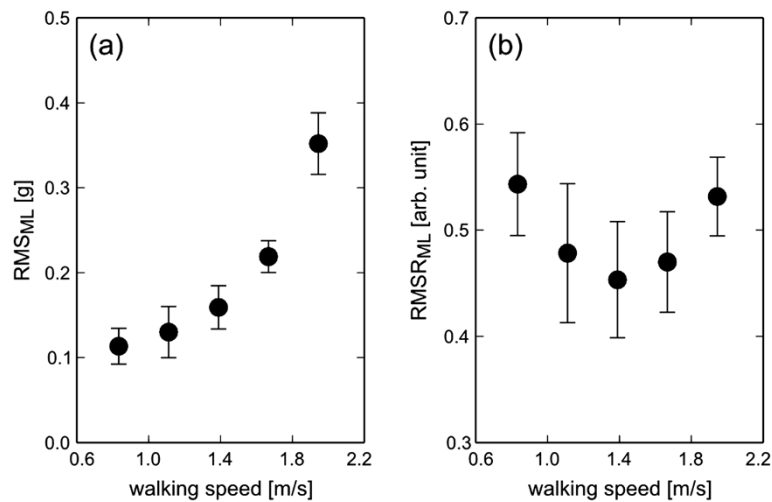 (a)
0.5
0.4
0.3
0.2
0.1
0.0
RMS_ML [g]
0.6 1.0 1.4 1.8 2.2
walking speed [m/s]
(b)
0.7
0.6
0.5
0.4
0.3
RMSR_ML [arb. unit]
0.6 1.0 1.4 1.8 2.2
walking speed [m/s]